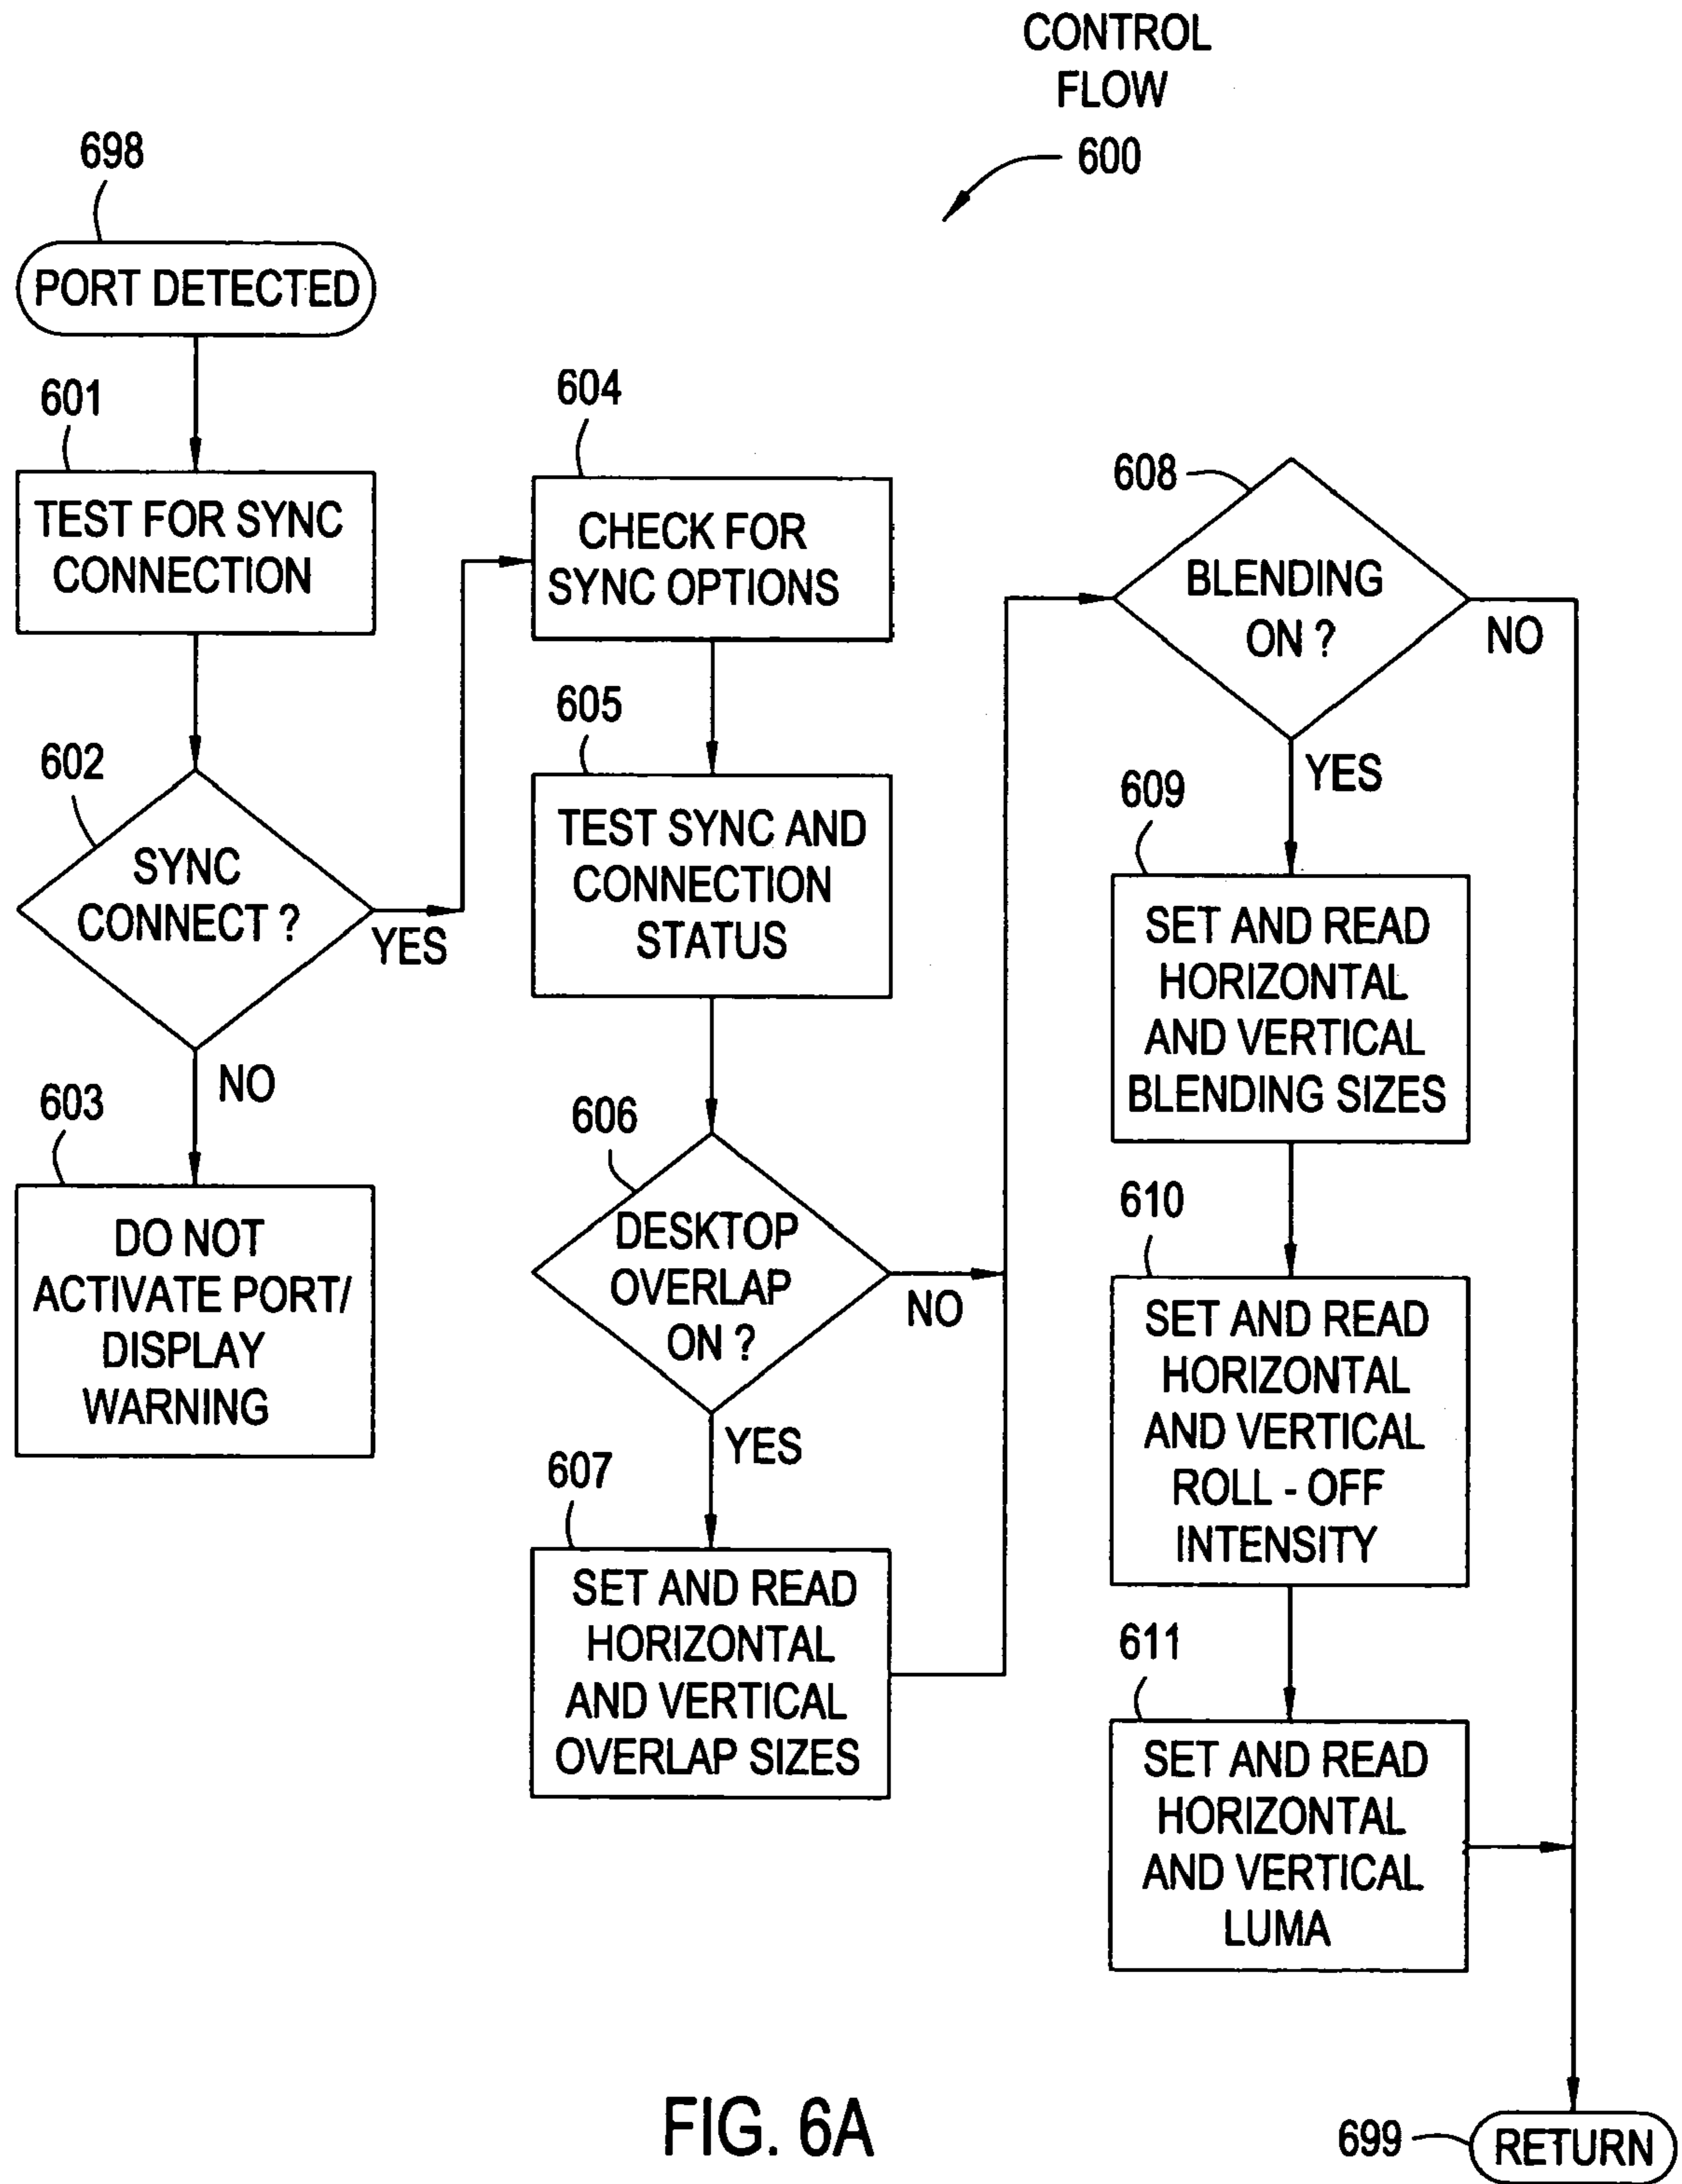 CONTROL
FLOW
600
698
PORT DETECTED
601
TEST FOR SYNC
CONNECTION
602
SYNC
CONNECT ?
YES
NO
603
DO NOT
ACTIVATE PORT/
DISPLAY
WARNING
604
CHECK FOR
SYNC OPTIONS
605
TEST SYNC AND
CONNECTION
STATUS
606
DESKTOP
OVERLAP
ON ?
NO
YES
607
SET AND READ
HORIZONTAL
AND VERTICAL
OVERLAP SIZES
608
BLENDING
ON ?
NO
YES
609
SET AND READ
HORIZONTAL
AND VERTICAL
BLENDING SIZES
610
SET AND READ
HORIZONTAL
AND VERTICAL
ROLL - OFF
INTENSITY
611
SET AND READ
HORIZONTAL
AND VERTICAL
LUMA
699
RETURN
FIG. 6A